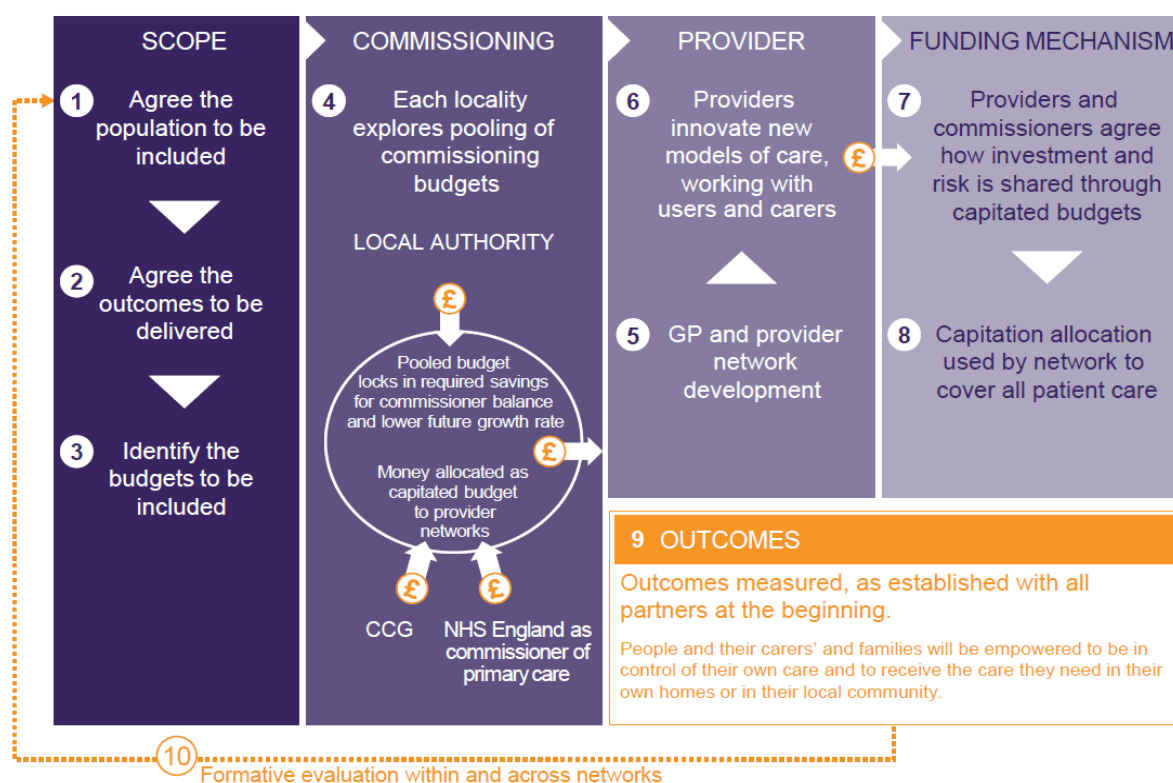 SCOPE
1 Agree the
population to be
included
2 Agree the
outcomes to be
delivered
3 Identify the
budgets to be
included
COMMISSIONING
4 Each locality
explores pooling of
commissioning
budgets
LOCAL AUTHORITY
£
Pooled budget
locks in required savings
for commissioner balance
and lower future growth rate
£
Money allocated as
capitated budget
to provider
networks
£ £
CCG
NHS England as
commissioner of
primary care
PROVIDER
6 Providers
innovate new
models of care,
working with
users and carers
£
5 GP and provider
network
development
FUNDING MECHANISM
7 Providers and
commissioners agree
how investment and
risk is shared through
capitated budgets
8 Capitation allocation
used by network to
cover all patient care
9 OUTCOMES
Outcomes measured, as established with all
partners at the beginning.
People and their carers’ and families will be empowered to be in
control of their own care and to receive the care they need in their
own homes or in their local community.
10
Formative evaluation within and across networks